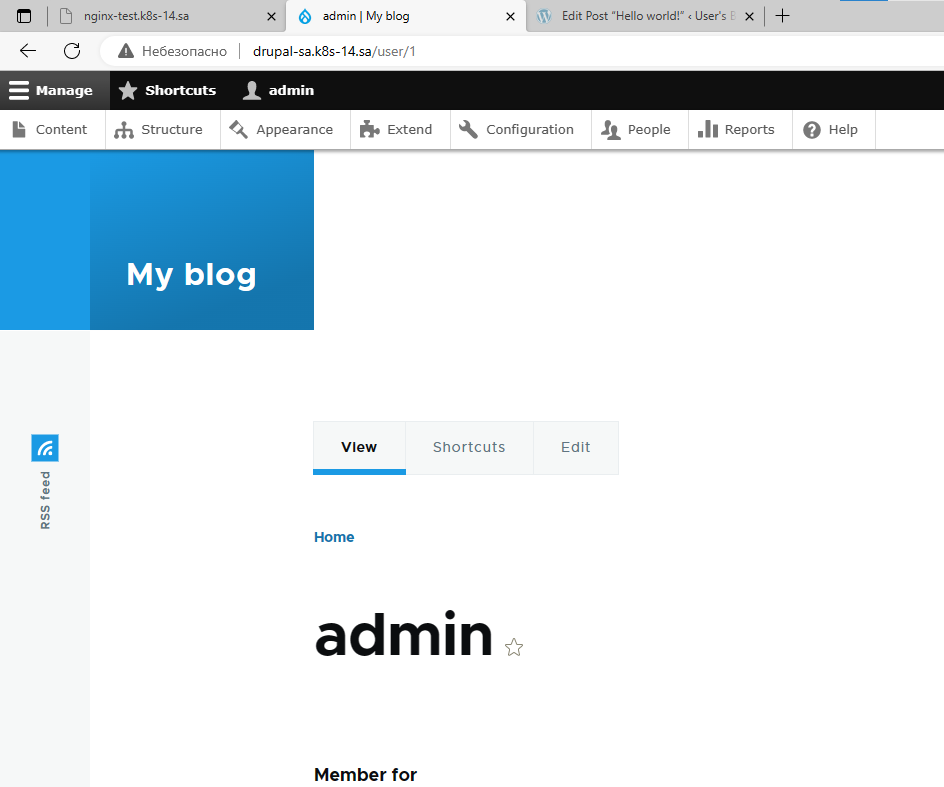 nginx-test.k8s-14.sa
admin | My blog
Edit Post “Hello world!” ‹ User's B
Небезопасно
drupal-sa.k8s-14.sa/user/1
Manage
Shortcuts
admin
Content
Structure
Appearance
Extend
Configuration
People
Reports
Help
My blog
View
Shortcuts
Edit
RSS feed
Home
admin
Member for